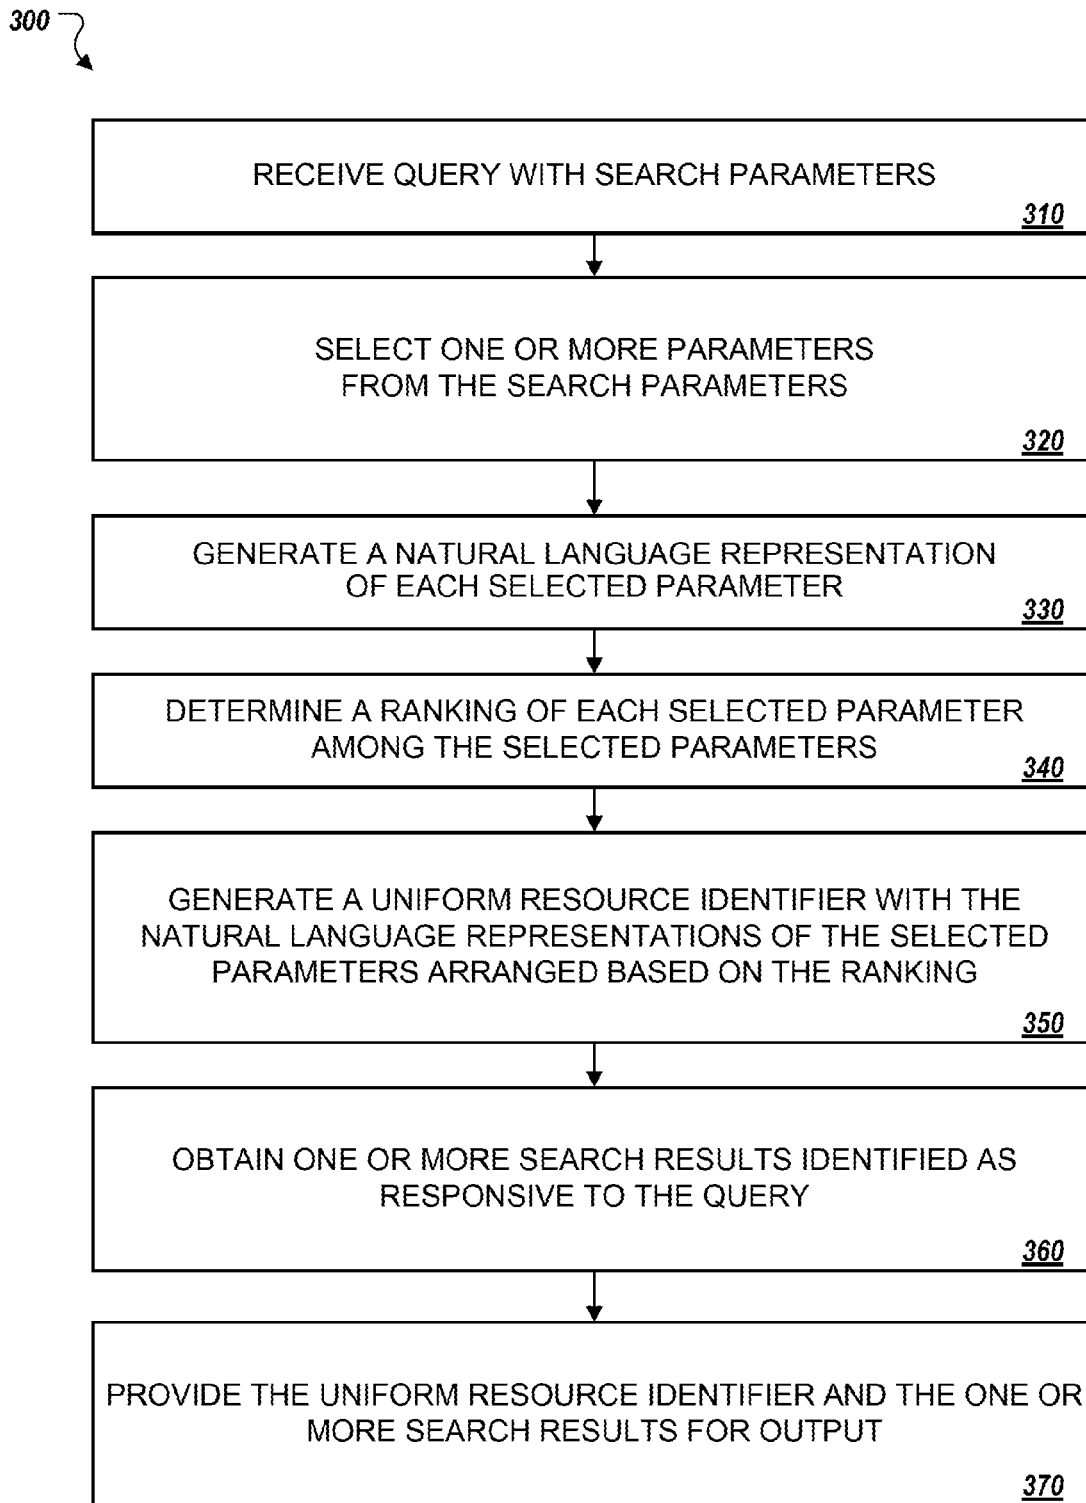 300
RECEIVE QUERY WITH SEARCH PARAMETERS
310
SELECT ONE OR MORE PARAMETERS
FROM THE SEARCH PARAMETERS
320
GENERATE A NATURAL LANGUAGE REPRESENTATION
OF EACH SELECTED PARAMETER
330
DETERMINE A RANKING OF EACH SELECTED PARAMETER
AMONG THE SELECTED PARAMETERS
340
GENERATE A UNIFORM RESOURCE IDENTIFIER WITH THE
NATURAL LANGUAGE REPRESENTATIONS OF THE SELECTED
PARAMETERS ARRANGED BASED ON THE RANKING
350
OBTAIN ONE OR MORE SEARCH RESULTS IDENTIFIED AS
RESPONSIVE TO THE QUERY
360
PROVIDE THE UNIFORM RESOURCE IDENTIFIER AND THE ONE OR
MORE SEARCH RESULTS FOR OUTPUT
370